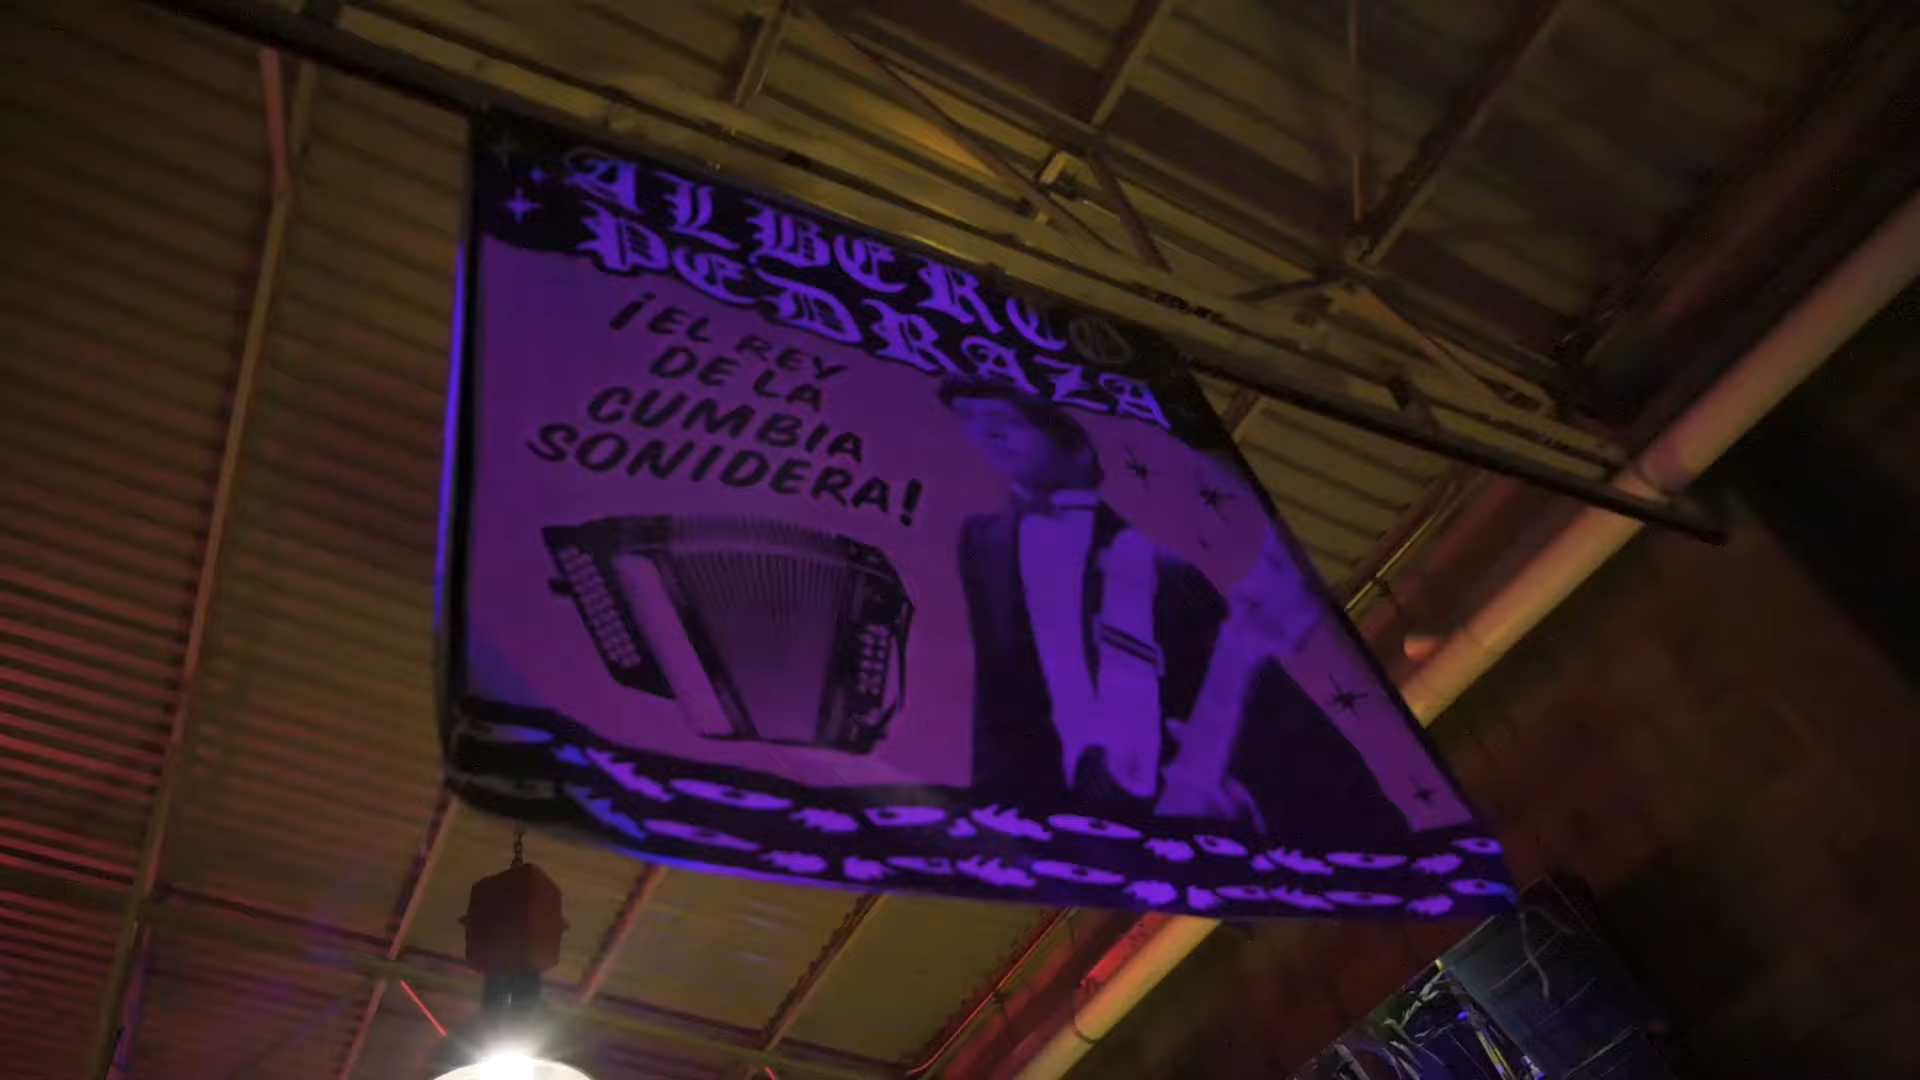 ALBERTO
PEDRAZA
¡EL REY
DE LA
CUMBIA
SONIDERA!